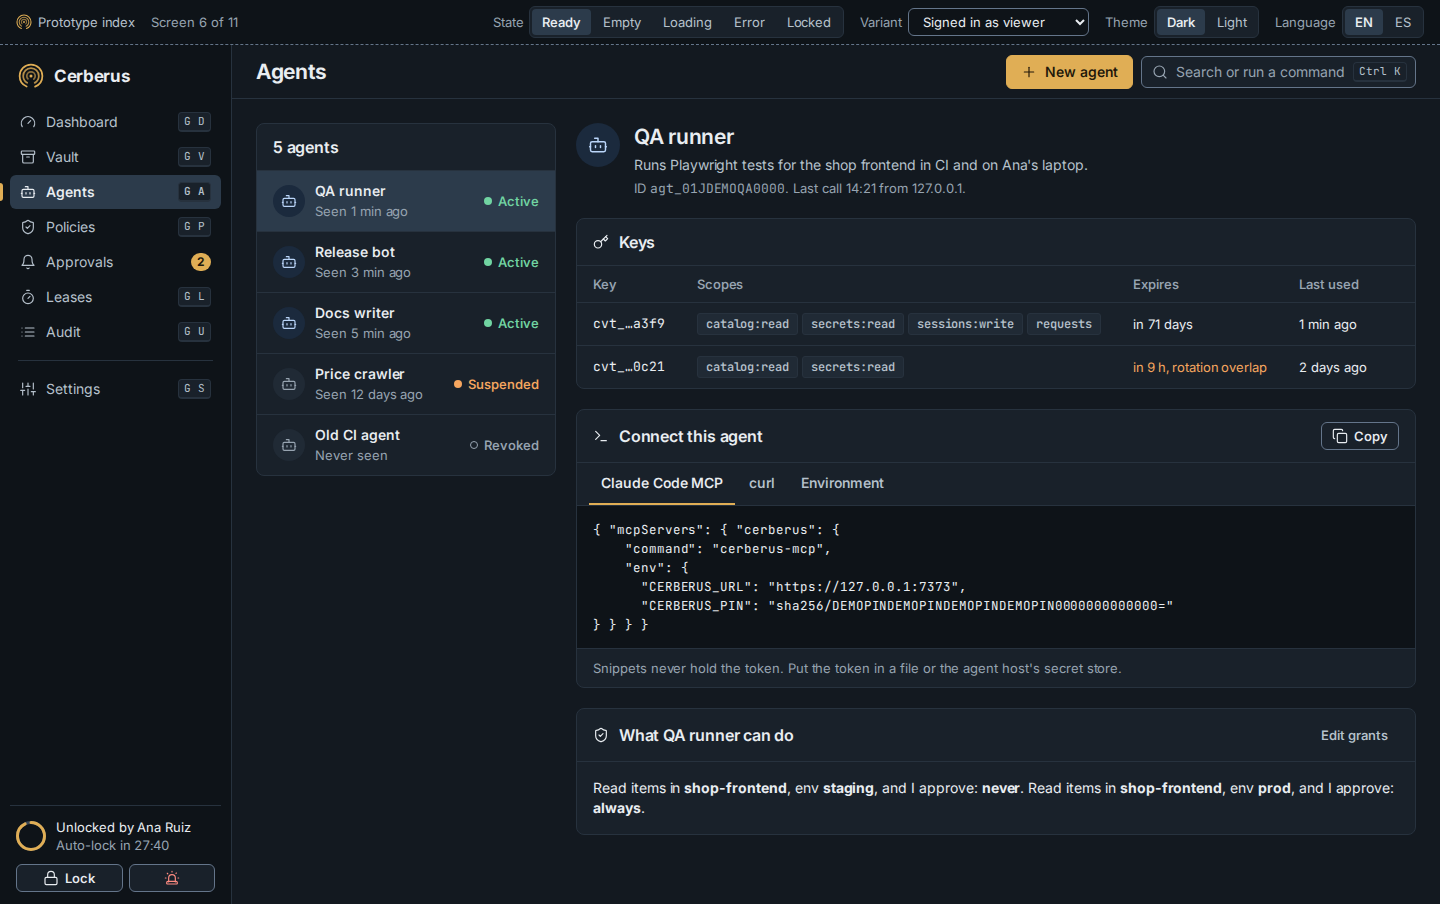 Prototype index Screen 6 of 11 State Ready Empty Loading Error Locked Variant Signed in as viewer Theme Dark Light Language EN ES
Cerberus
Dashboard G D
Vault G V
Agents G A
Policies G P
Approvals 2
Leases G L
Audit G U
Settings G S
Unlocked by Ana Ruiz
Auto-lock in 27:40
Lock
Agents
New agent
Search or run a command Ctrl K
5 agents
QA runner
Seen 1 min ago
Active
Release bot
Seen 3 min ago
Active
Docs writer
Seen 5 min ago
Active
Price crawler
Seen 12 days ago
Suspended
Old CI agent
Never seen
Revoked
QA runner
Runs Playwright tests for the shop frontend in CI and on Ana's laptop.
ID agt_01JDEMOQA0000. Last call 14:21 from 127.0.0.1.
Keys
Key Scopes Expires Last used
cvt_…a3f9 catalog:read secrets:read sessions:write requests in 71 days 1 min ago
cvt_…0c21 catalog:read secrets:read in 9 h, rotation overlap 2 days ago
Connect this agent
Copy
Claude Code MCP curl Environment
{ "mcpServers": { "cerberus": {
"command": "cerberus-mcp",
"env": {
"CERBERUS_URL": "https://127.0.0.1:7373",
"CERBERUS_PIN": "sha256/DEMOPINDEMOPINDEMOPINDEMOPIN0000000000000="
} } } }
Snippets never hold the token. Put the token in a file or the agent host's secret store.
What QA runner can do
Edit grants
Read items in shop-frontend, env staging, and I approve: never. Read items in shop-frontend, env prod, and I approve:
always.